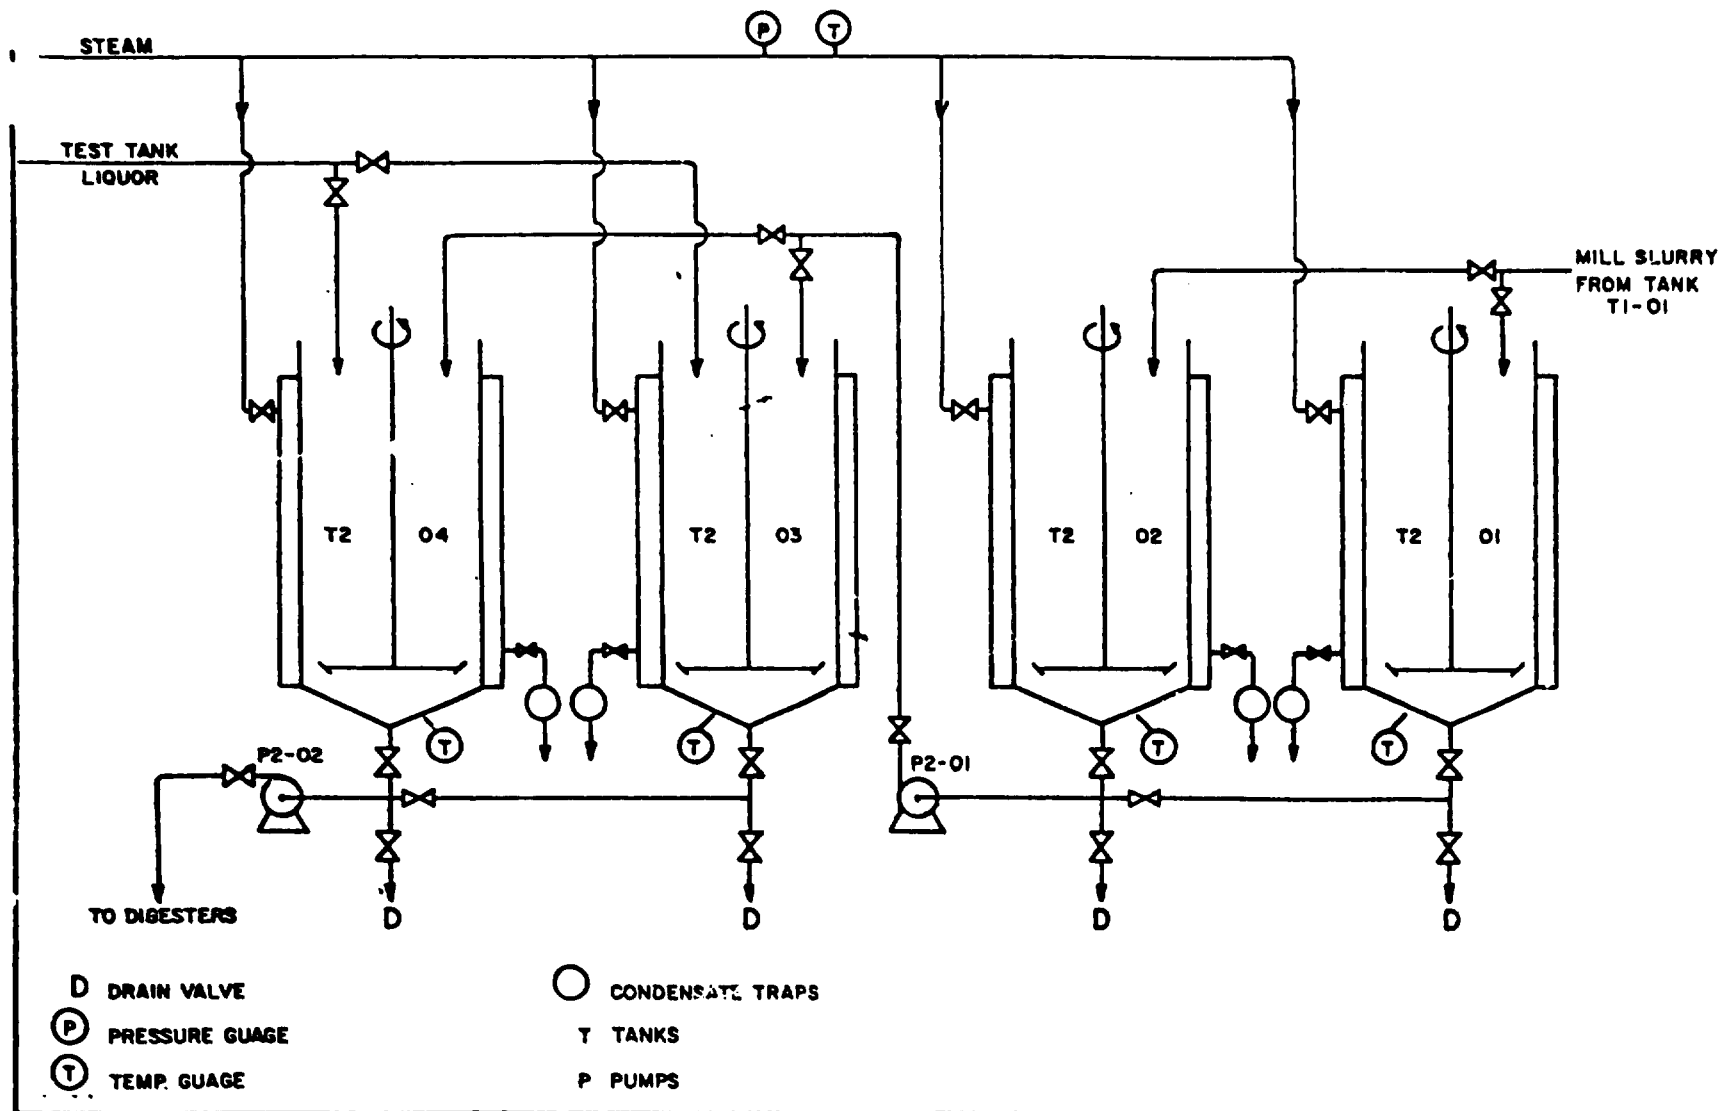 P T
STEAM
TEST TANK
LIQUOR
MILL SLURRY
FROM TANK
T1-01
T2 04
T2 03
T2 02
T2 01
T
T
T
T
P2-02
P2-01
TO DIGESTERS
D
D
D
D
D DRAIN VALVE
P PRESSURE GUAGE
T TEMP. GUAGE
CONDENSATE TRAPS
T TANKS
P PUMPS